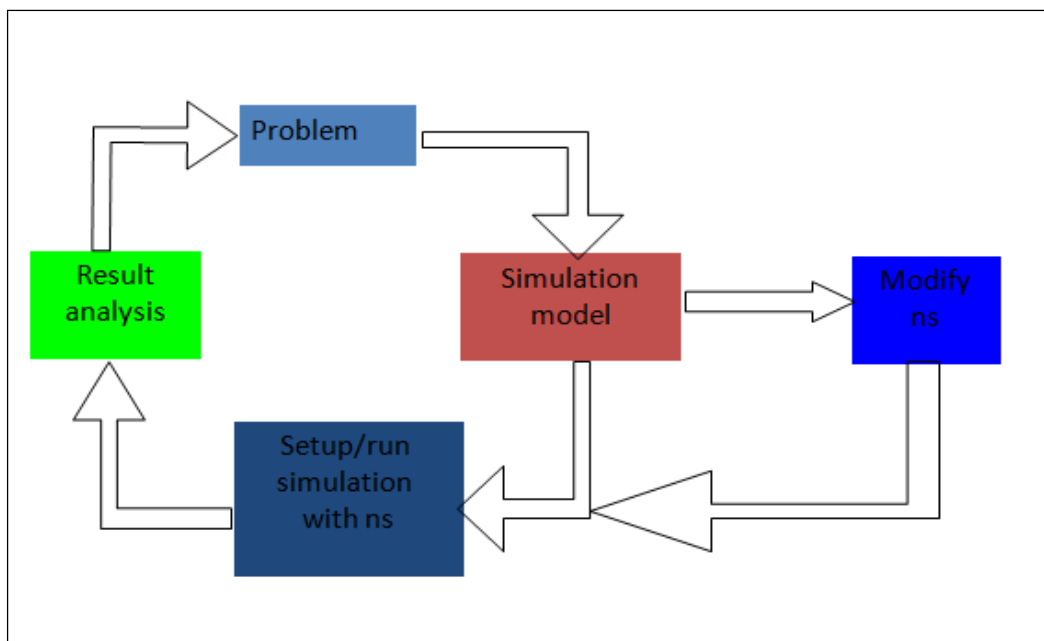 Problem
Simulation
model
Modify
ns
Setup/run
simulation
with ns
Result
analysis